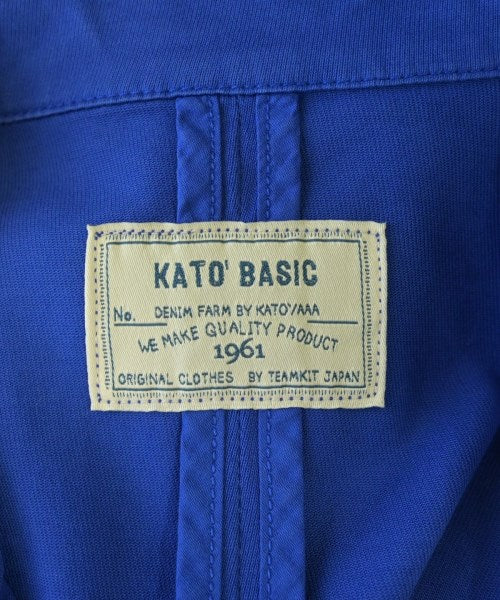 KATO' BASIC
No. DENIM FARM BY KATO'/AAA
WE MAKE QUALITY PRODUCT
1961
ORIGINAL CLOTHES BY TEAMKIT JAPAN